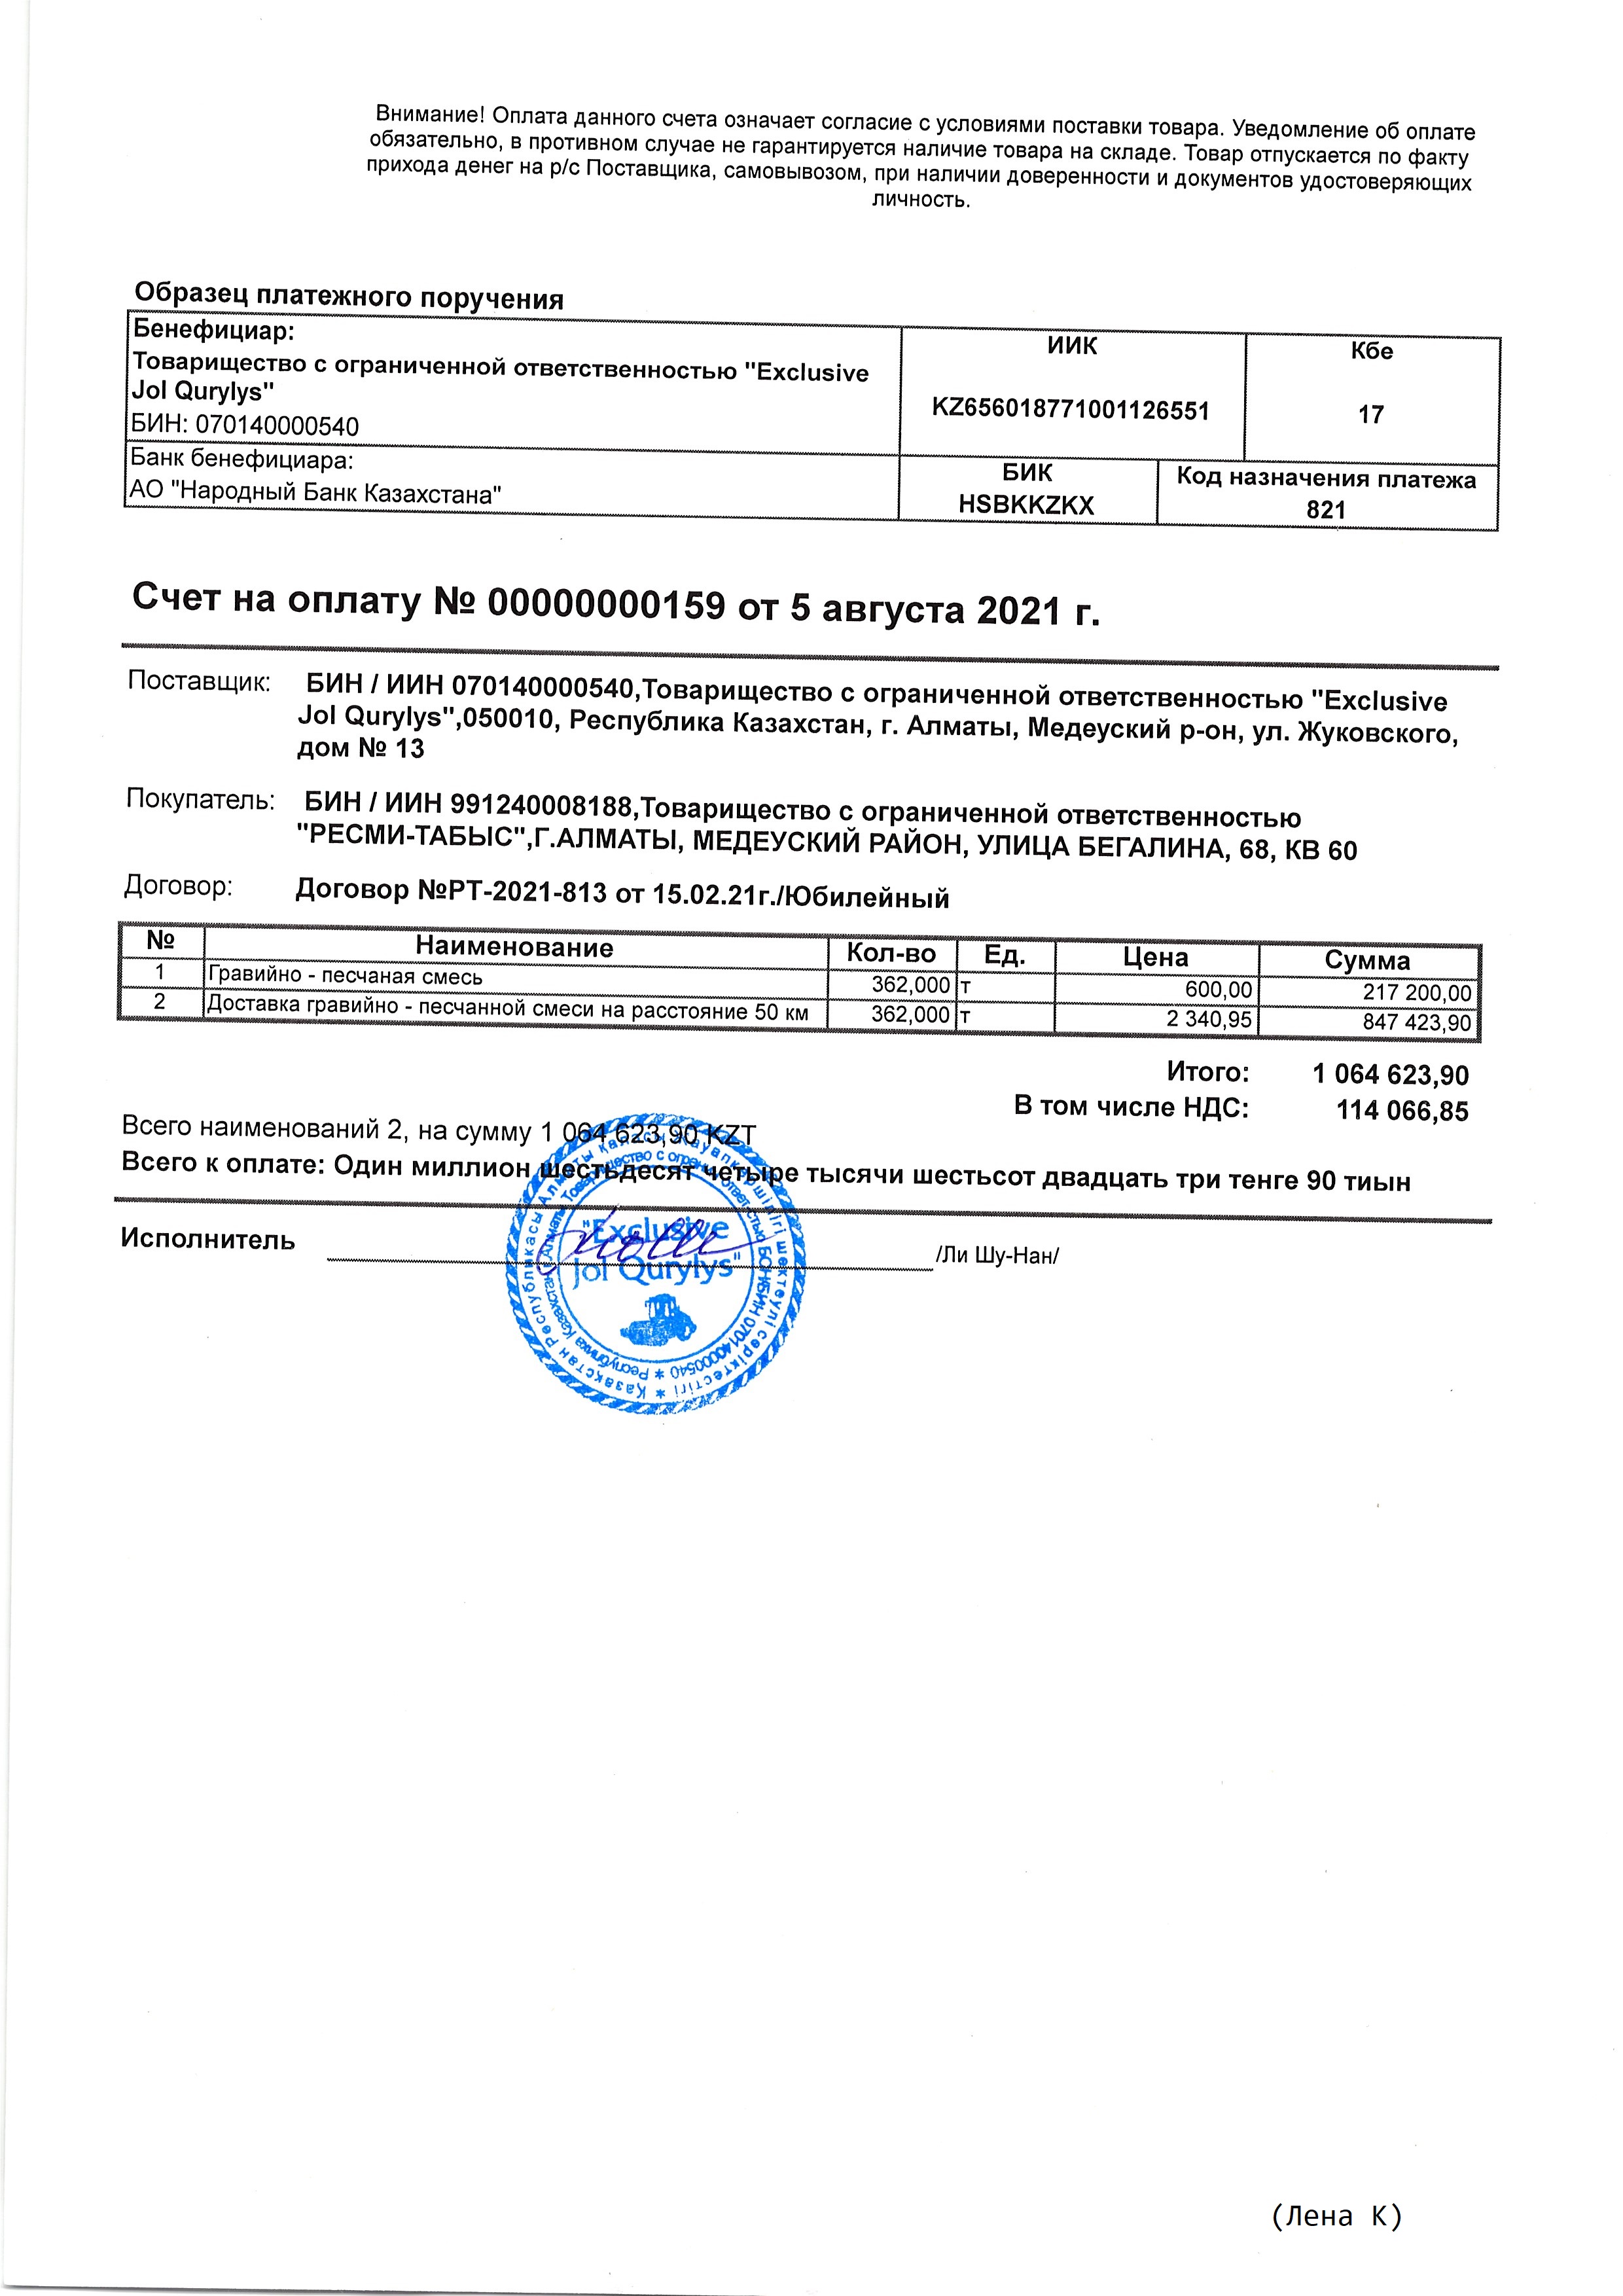 Внимание! Оплата данного счета означает согласие с условиями поставки товара. Уведомление об оплате
обязательно, в противном случае не гарантируется наличие товара на складе. Товар отпускается по факту
прихода денег на р/с Поставщика, самовывозом, при наличии доверенности и документов удостоверяющих
личность.
Образец платежного поручения
Бенефициар:
Товарищество с ограниченной ответственностью "Exclusive
Jol Qurylys"
БИН: 070140000540
ИИК
KZ656018771001126551
Кбе
17
Банк бенефициара:
АО "Народный Банк Казахстана"
БИК
HSBKKZKX
Код назначения платежа
821
Счет на оплату № 00000000159 от 5 августа 2021 г.
Поставщик: БИН / ИИН 070140000540,Товарищество с ограниченной ответственностью "Exclusive
Jol Qurylys",050010, Республика Казахстан, г. Алматы, Медеуский р-он, ул. Жуковского,
дом № 13
Покупатель: БИН / ИИН 991240008188,Товарищество с ограниченной ответственностью
"РЕСМИ-ТАБЫС",Г.АЛМАТЫ, МЕДЕУСКИЙ РАЙОН, УЛИЦА БЕГАЛИНА, 68, КВ 60
Договор: Договор №РТ-2021-813 от 15.02.21г./Юбилейный
№ Наименование Кол-во Ед. Цена Сумма
1 Гравийно - песчаная смесь 362,000 т 600,00 217 200,00
2 Доставка гравийно - песчанной смеси на расстояние 50 км 362,000 т 2 340,95 847 423,90
Итого: 1 064 623,90
В том числе НДС: 114 066,85
Всего наименований 2, на сумму 1 064 623,90 KZT
Всего к оплате: Один миллион шестьдесят четыре тысячи шестьсот двадцать три тенге 90 тиын
Исполнитель /Ли Шу-Нан/
"Exclusive
Jol Qurylys"
Қазақстан Республикасы Алматы қаласы Жауапкершілігі шектеулі серіктестігі
Республика Казахстан г.Алматы Товарищество с огранич. ответ-стью БСН/БИН 070140000540
(Лена К)